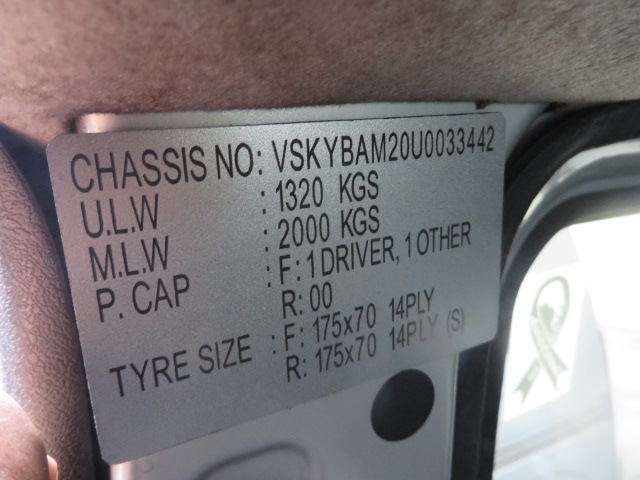 CHASSIS NO: VSKYBAM20U0033442
U.L.W : 1320 KGS
M.L.W : 2000 KGS
P. CAP : F: 1 DRIVER, 1 OTHER
R: 00
TYRE SIZE : F: 175x70 14PLY
R: 175x70 14PLY (S)